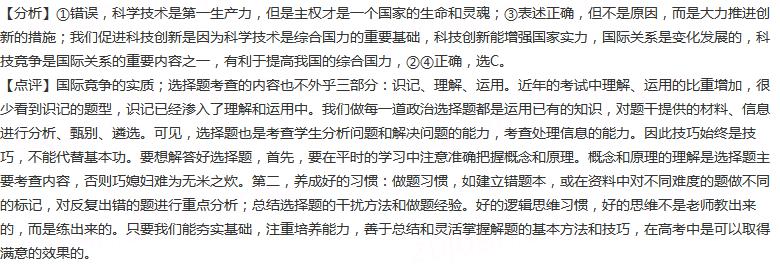 【分析】①错误，科学技术是第一生产力，但是主权才是一个国家的生命和灵魂；③表述正确，但不是原因，而是大力推进创
新的措施；我们促进科技创新是因为科学技术是综合国力的重要基础，科技创新能增强国家实力，国际关系是变化发展的，科
技竞争是国际关系的重要内容之一，有利于提高我国的综合国力，②④正确，选C。
【点评】国际竞争的实质；选择题考查的内容也不外乎三部分：识记、理解、运用。近年的考试中理解、运用的比重增加，很
少看到识记的题型，识记已经渗入了理解和运用中。我们做每一道政治选择题都是运用已有的知识，对题干提供的材料、信息
进行分析、甄别、遴选。可见，选择题也是考查学生分析问题和解决问题的能力，考查处理信息的能力。因此技巧始终是技
巧，不能代替基本功。要想解答好选择题，首先，要在平时的学习中注意准确把握概念和原理。概念和原理的理解是选择题主
要考查内容，否则巧媳妇难为无米之炊。第二，养成好的习惯：做题习惯，如建立错题本，或在资料中对不同难度的题做不同
的标记，对反复出错的题进行重点分析；总结选择题的干扰方法和做题经验。好的逻辑思维习惯，好的思维不是老师教出来
的，而是练出来的。只要我们能夯实基础，注重培养能力，善于总结和灵活掌握解题的基本方法和技巧，在高考中是可以取得
满意的效果的。